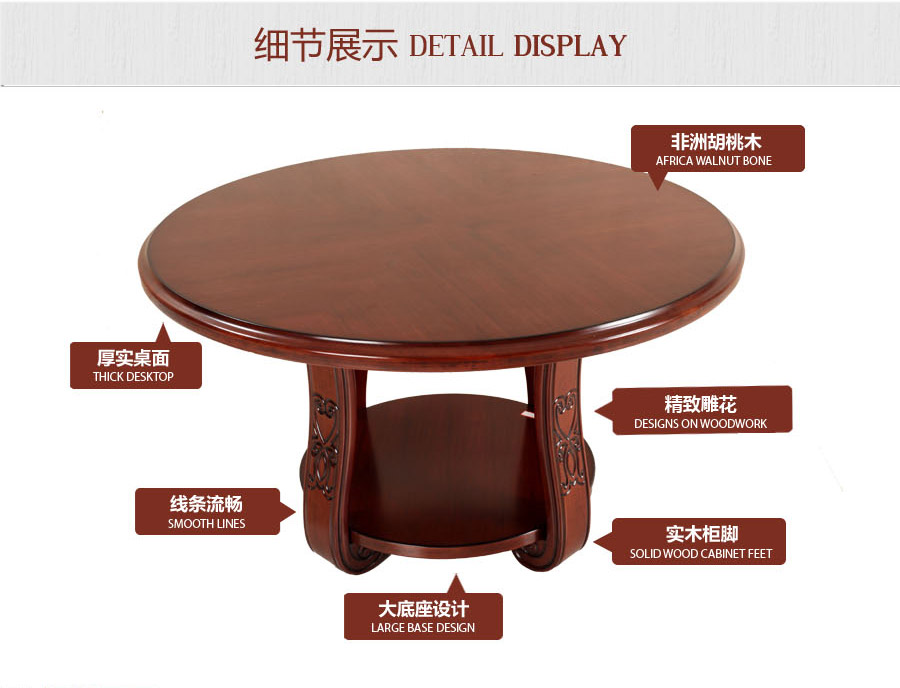 细节展示 DETAIL DISPLAY
非洲胡桃木
AFRICA WALNUT BONE
厚实桌面
THICK DESKTOP
精致雕花
DESIGNS ON WOODWORK
线条流畅
SMOOTH LINES
实木柜脚
SOLID WOOD CABINET FEET
大底座设计
LARGE BASE DESIGN